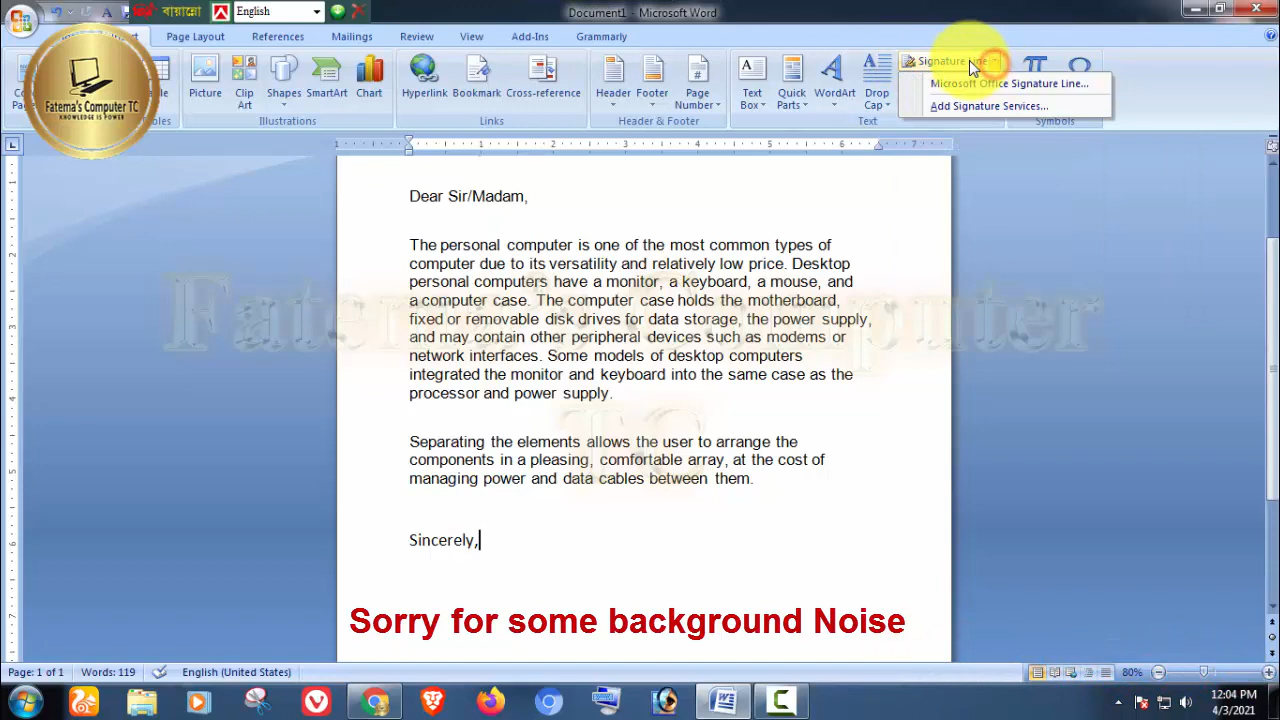 বায়ান্নো
English
Document1 - Microsoft Word
Page Layout
References
Mailings
Review
View
Add-Ins
Grammarly
Picture
Clip Art
Shapes
SmartArt
Chart
Hyperlink
Bookmark
Cross-reference
Header
Footer
Page Number
Text Box
Quick Parts
WordArt
Drop Cap
Signature Line
Microsoft Office Signature Line...
Add Signature Services...
Illustrations
Links
Header & Footer
Text
Symbols
Fatema's Computer TC
KNOWLEDGE IS POWER
Dear Sir/Madam,
The personal computer is one of the most common types of
computer due to its versatility and relatively low price. Desktop
personal computers have a monitor, a keyboard, a mouse, and
a computer case. The computer case holds the motherboard,
fixed or removable disk drives for data storage, the power supply,
and may contain other peripheral devices such as modems or
network interfaces. Some models of desktop computers
integrated the monitor and keyboard into the same case as the
processor and power supply.
Separating the elements allows the user to arrange the
components in a pleasing, comfortable array, at the cost of
managing power and data cables between them.
Sincerely,
Fatema's Computer
TC
Sorry for some background Noise
Page: 1 of 1
Words: 119
English (United States)
80%
12:04 PM
4/3/2021